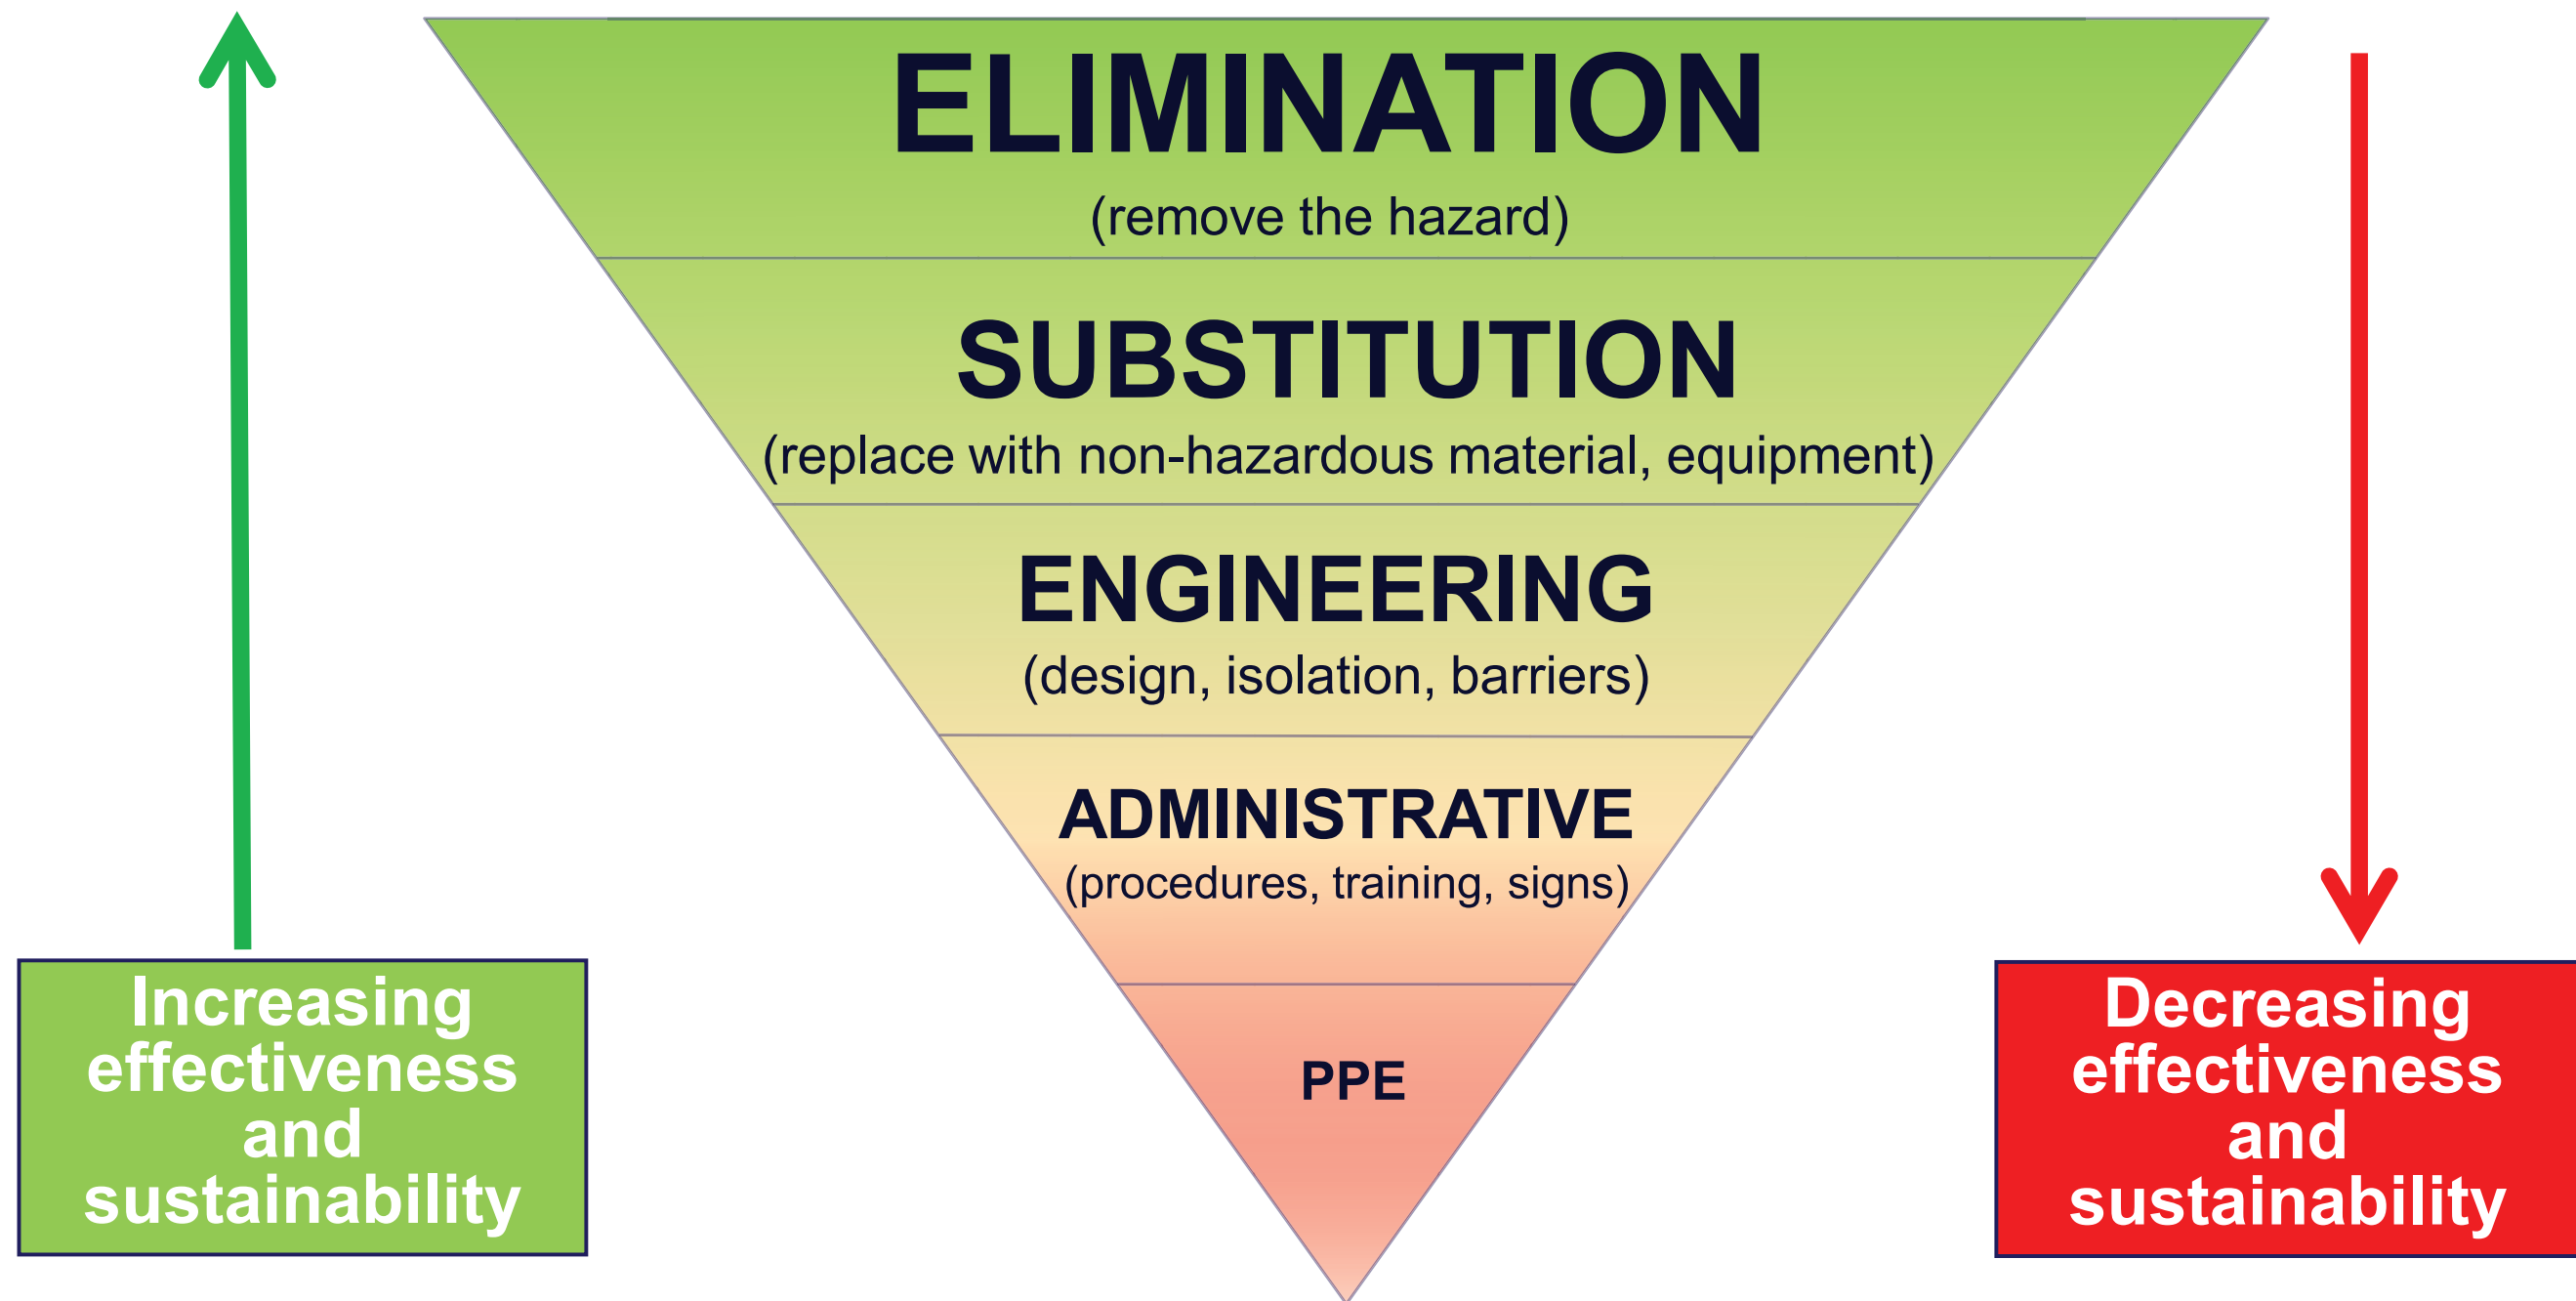 ELIMINATION
(remove the hazard)
SUBSTITUTION
(replace with non-hazardous material, equipment)
ENGINEERING
(design, isolation, barriers)
ADMINISTRATIVE
(procedures, training, signs)
PPE
Increasing
effectiveness
and
sustainability
Decreasing
effectiveness
and
sustainability